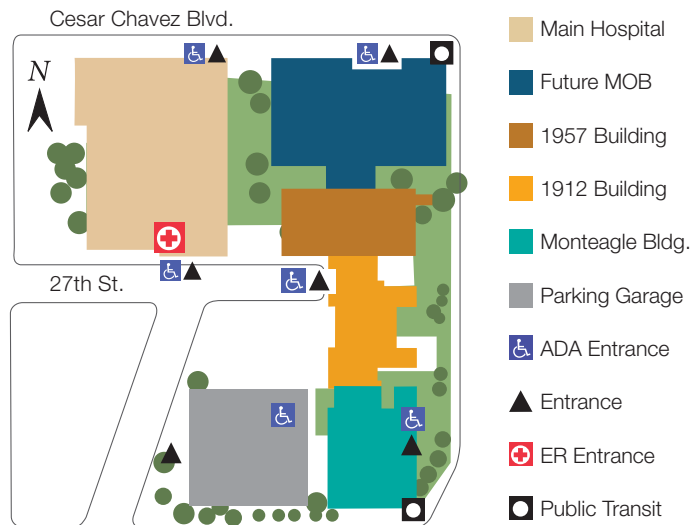 Cesar Chavez Blvd.
N
27th St.
Main Hospital
Future MOB
1957 Building
1912 Building
Monteagle Bldg.
Parking Garage
ADA Entrance
Entrance
ER Entrance
Public Transit